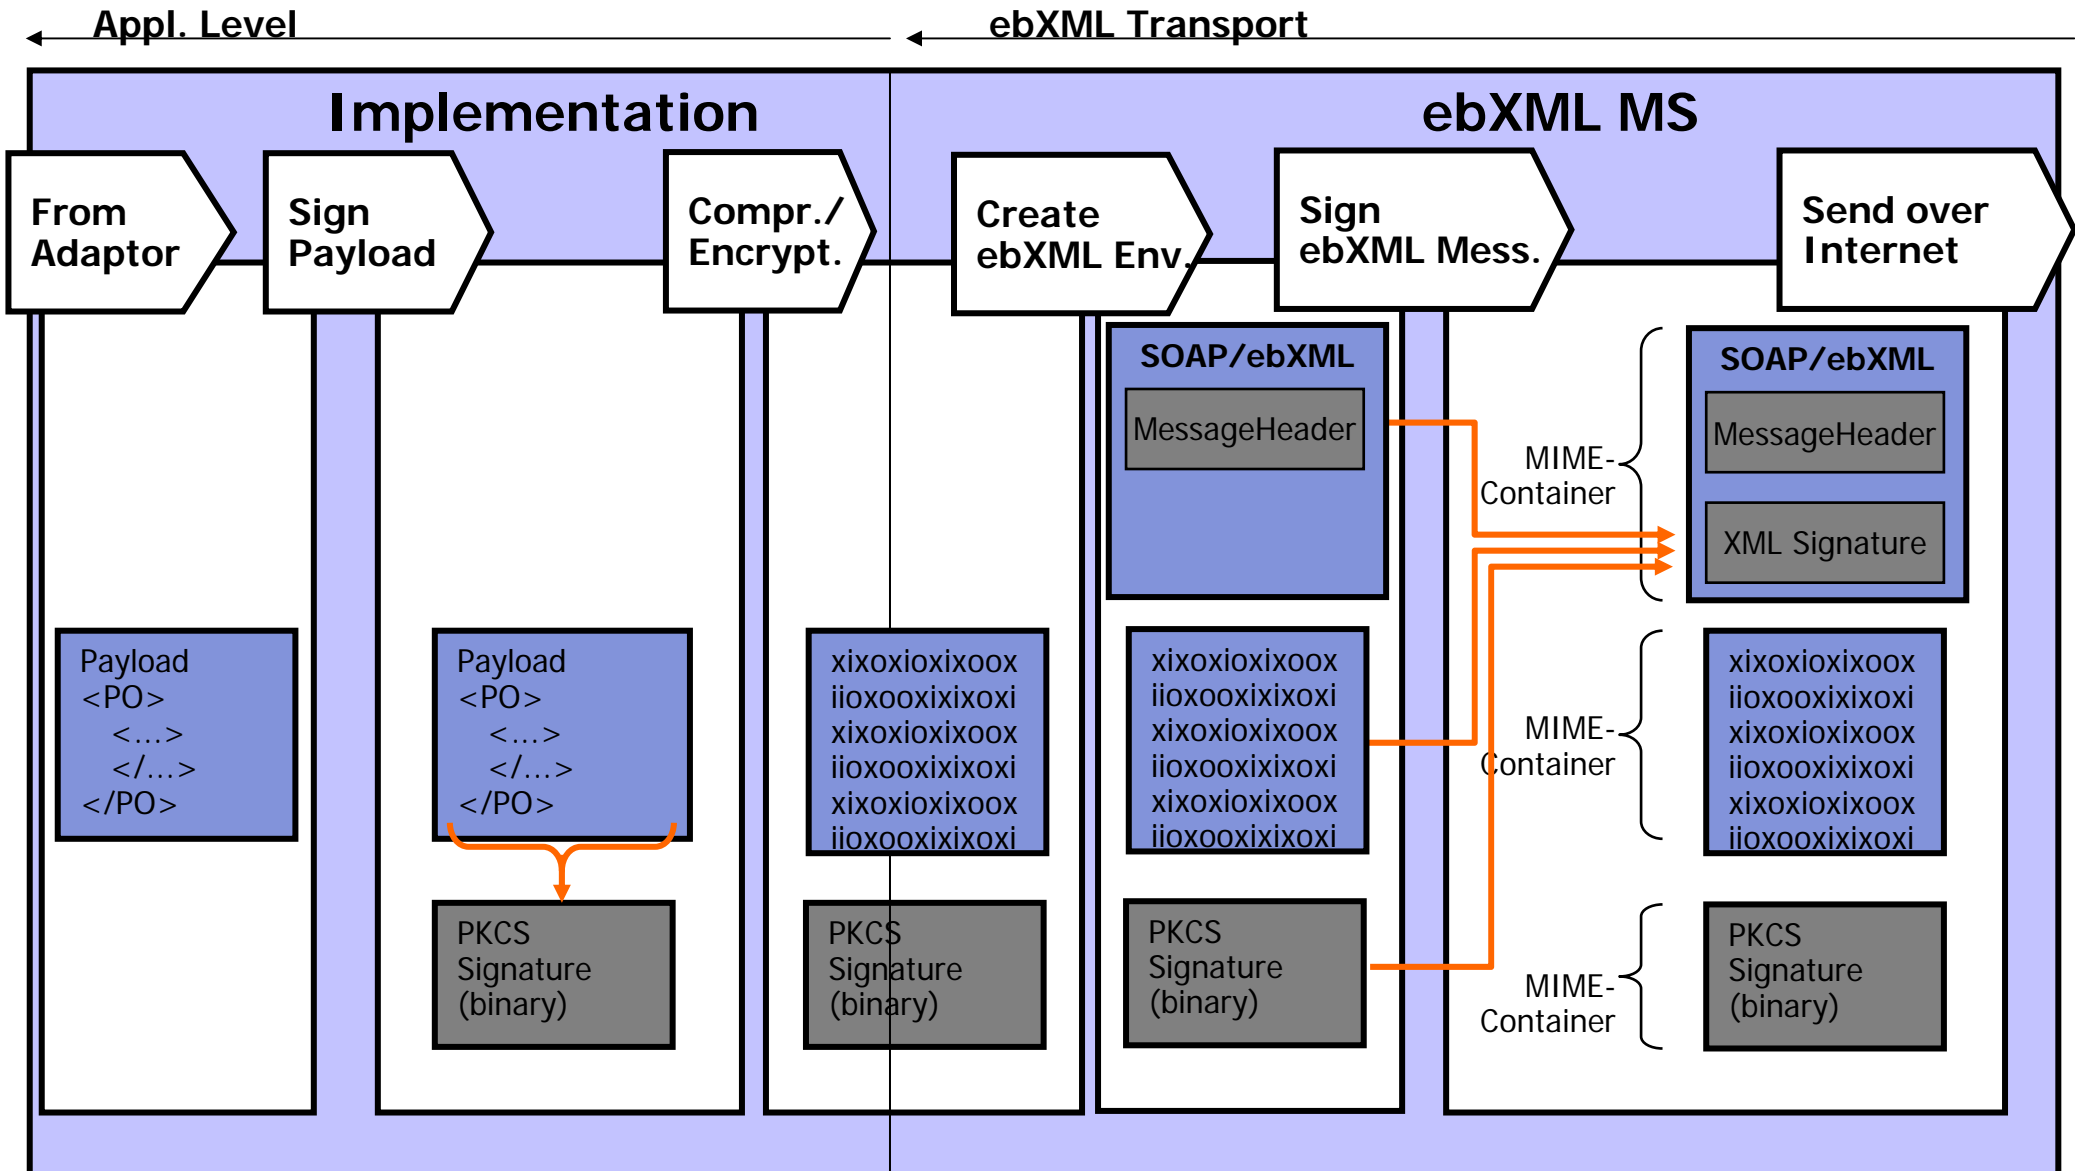 Appl. Level
ebXML Transport
Implementation
ebXML MS
From
Adaptor
Sign
Payload
Compr./
Encrypt.
Create
ebXML Env.
Sign
ebXML Mess.
Send over
Internet
Payload
<PO>
<...>
</...>
</PO>
Payload
<PO>
<...>
</...>
</PO>
PKCS
Signature
(binary)
xixoxioxixoox
iioxooxixixoxi
xixoxioxixoox
iioxooxixixoxi
xixoxioxixoox
iioxooxixixoxi
PKCS
Signature
(binary)
SOAP/ebXML
MessageHeader
xixoxioxixoox
iioxooxixixoxi
xixoxioxixoox
iioxooxixixoxi
xixoxioxixoox
iioxooxixixoxi
PKCS
Signature
(binary)
MIME-
Container
MIME-
Container
MIME-
Container
SOAP/ebXML
MessageHeader
XML Signature
xixoxioxixoox
iioxooxixixoxi
xixoxioxixoox
iioxooxixixoxi
xixoxioxixoox
iioxooxixixoxi
PKCS
Signature
(binary)